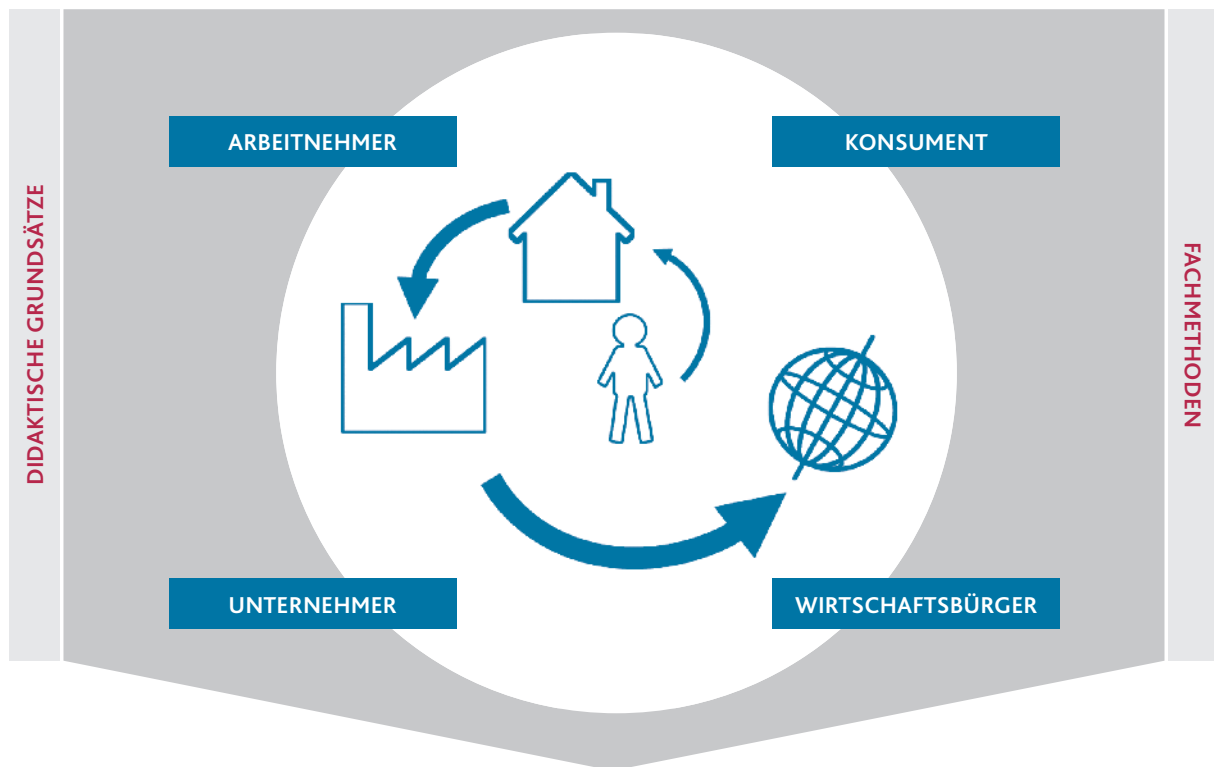 DIDAKTISCHE GRUNDSÄTZE
ARBEITNEHMER
KONSUMENT
UNTERNEHMER
WIRTSCHAFTSBÜRGER
FACHMETHODEN